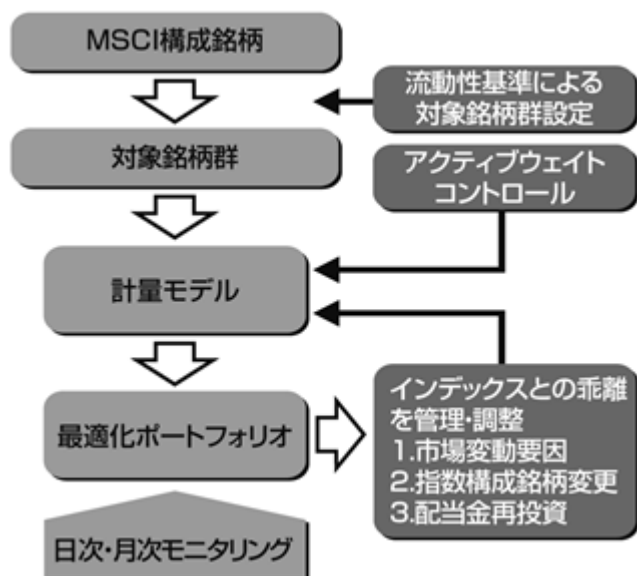 MSCI構成銘柄
流動性基準による
対象銘柄群設定
対象銘柄群
アクティブウェイト
コントロール
計量モデル
最適化ポートフォリオ
インデックスとの乖離
を管理・調整
1.市場変動要因
2.指数構成銘柄変更
3.配当金再投資
日次・月次モニタリング